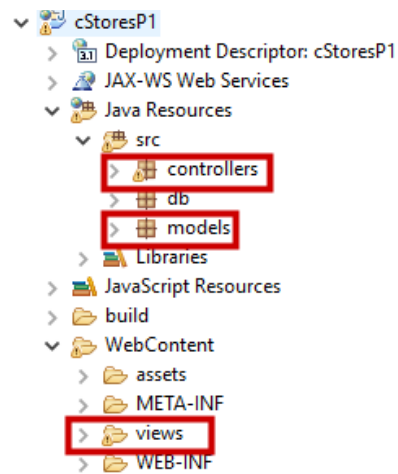 cStoresP1
Deployment Descriptor: cStoresP1
JAX-WS Web Services
Java Resources
src
controllers
db
models
Libraries
JavaScript Resources
build
WebContent
assets
META-INF
views
WEB-INF